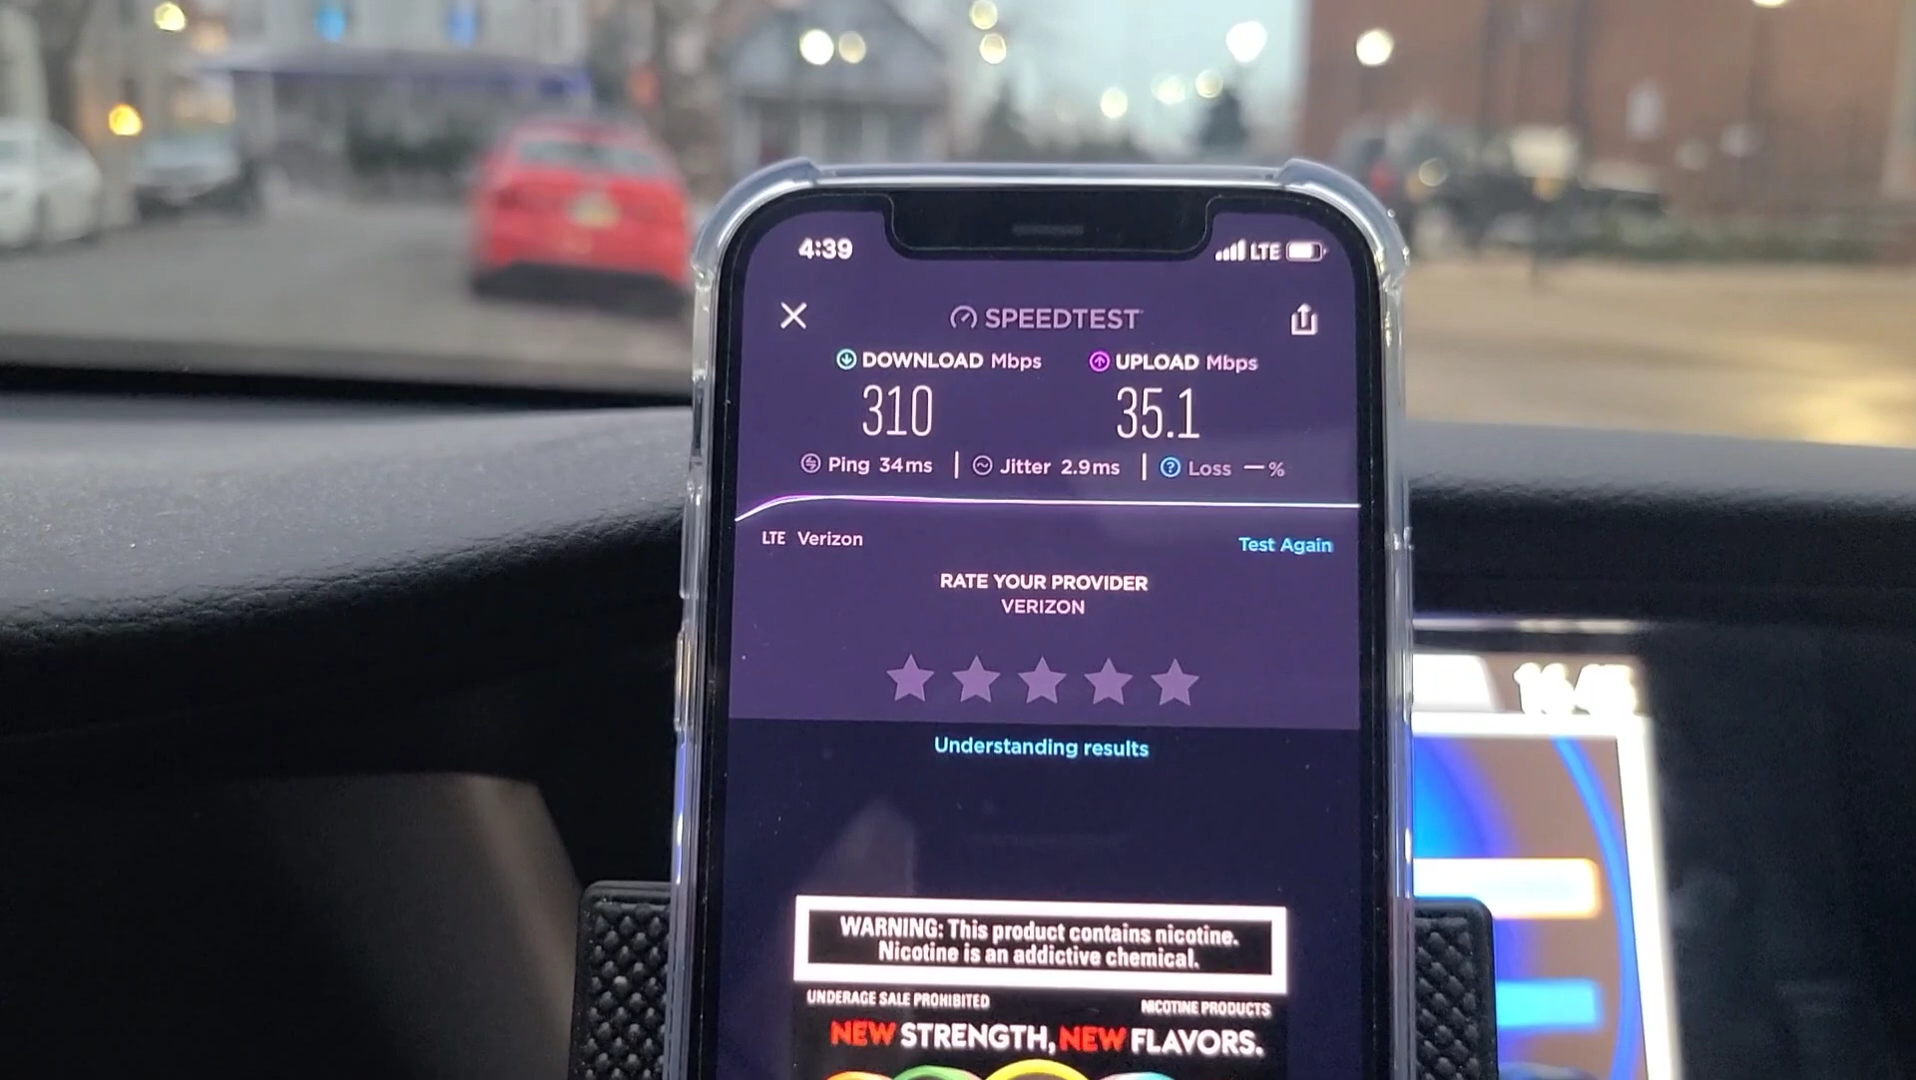 4:39 LTE
SPEEDTEST
DOWNLOAD Mbps UPLOAD Mbps
310 35.1
Ping 34ms Jitter 2.9ms Loss —%
LTE Verizon Test Again
RATE YOUR PROVIDER
VERIZON
Understanding results
WARNING: This product contains nicotine.
Nicotine is an addictive chemical.
UNDERAGE SALE PROHIBITED NICOTINE PRODUCTS
NEW STRENGTH, NEW FLAVORS.